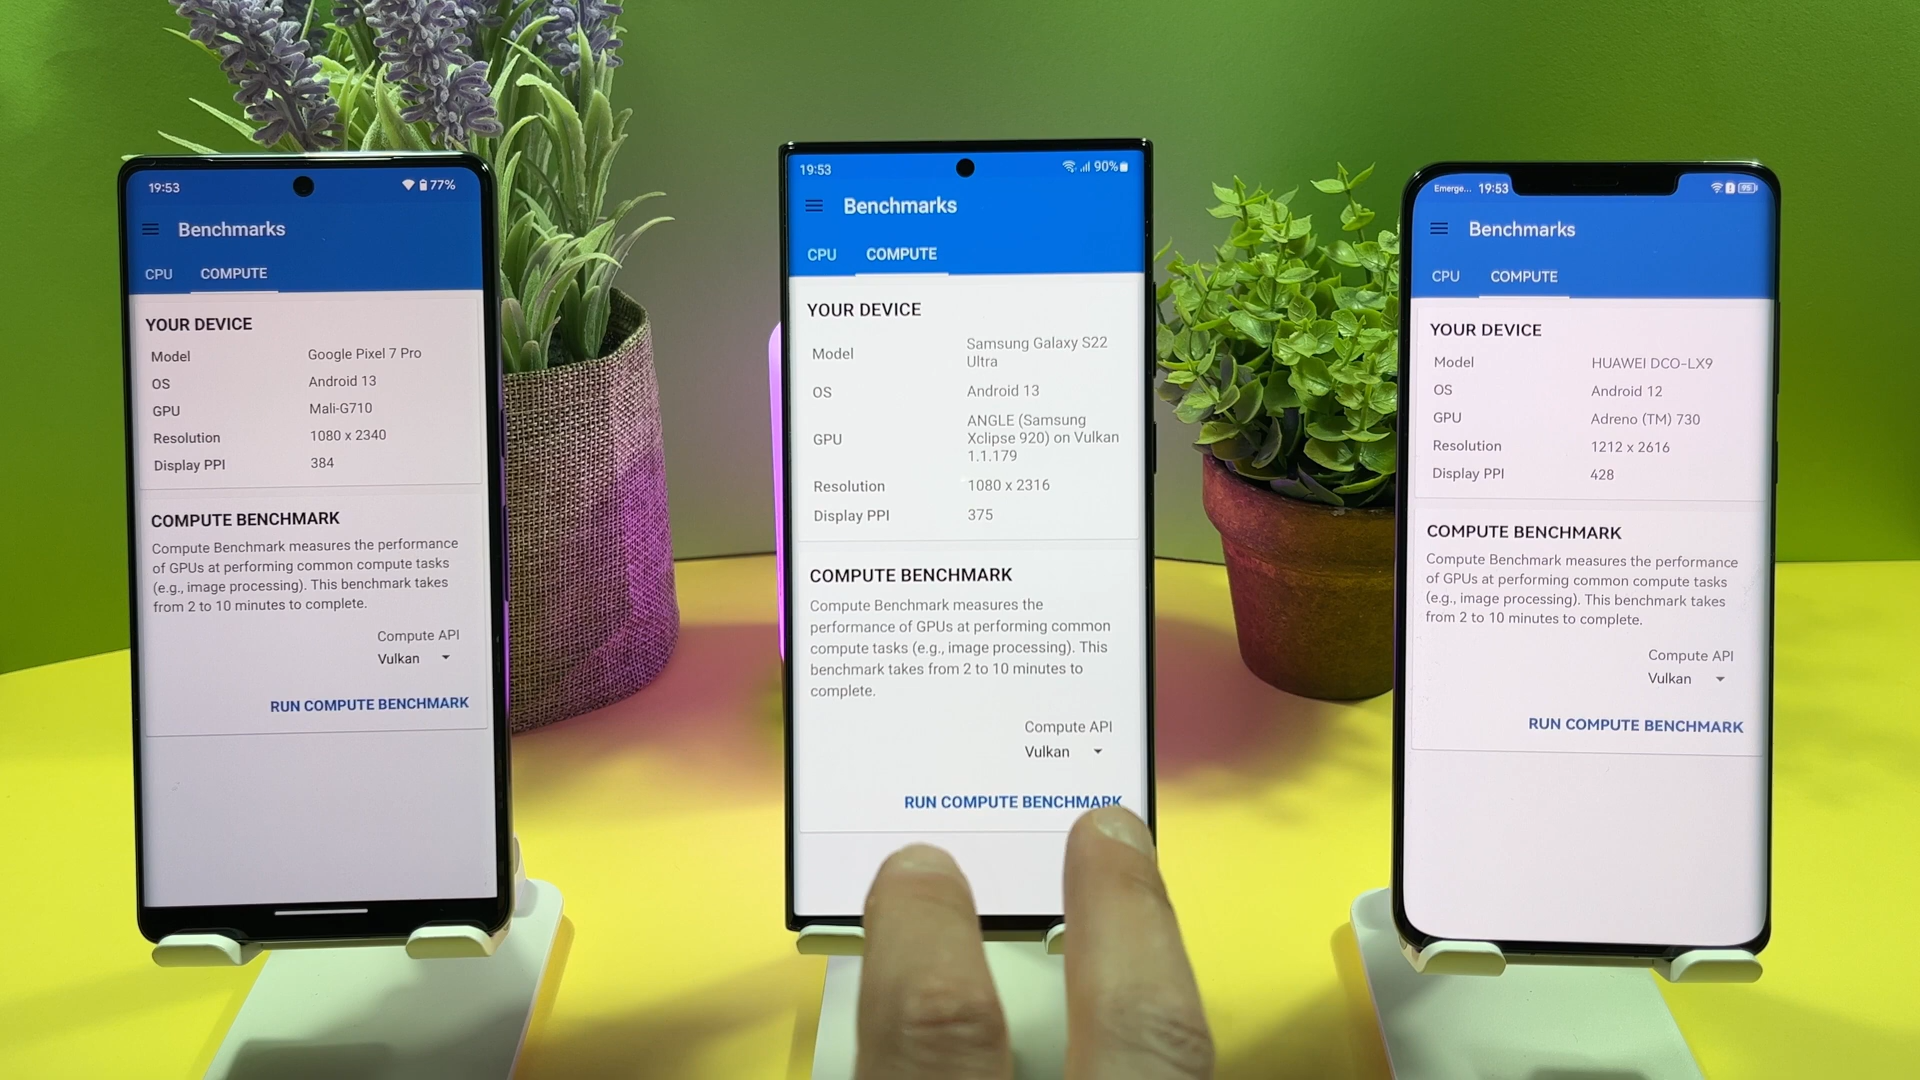 19:53
77%
Benchmarks
CPU COMPUTE
YOUR DEVICE
Model Google Pixel 7 Pro
OS Android 13
GPU Mali-G710
Resolution 1080 x 2340
Display PPI 384
COMPUTE BENCHMARK
Compute Benchmark measures the performance
of GPUs at performing common compute tasks
(e.g., image processing). This benchmark takes
from 2 to 10 minutes to complete.
Compute API
Vulkan
RUN COMPUTE BENCHMARK
19:53
90%
Benchmarks
CPU COMPUTE
YOUR DEVICE
Model Samsung Galaxy S22
Ultra
OS Android 13
ANGLE (Samsung
GPU Xclipse 920) on Vulkan
1.1.179
Resolution 1080 x 2316
Display PPI 375
COMPUTE BENCHMARK
Compute Benchmark measures the
performance of GPUs at performing common
compute tasks (e.g., image processing). This
benchmark takes from 2 to 10 minutes to
complete.
Compute API
Vulkan
RUN COMPUTE BENCHMARK
Emerge... 19:53
95
Benchmarks
CPU COMPUTE
YOUR DEVICE
Model HUAWEI DCO-LX9
OS Android 12
GPU Adreno (TM) 730
Resolution 1212 x 2616
Display PPI 428
COMPUTE BENCHMARK
Compute Benchmark measures the performance
of GPUs at performing common compute tasks
(e.g., image processing). This benchmark takes
from 2 to 10 minutes to complete.
Compute API
Vulkan
RUN COMPUTE BENCHMARK